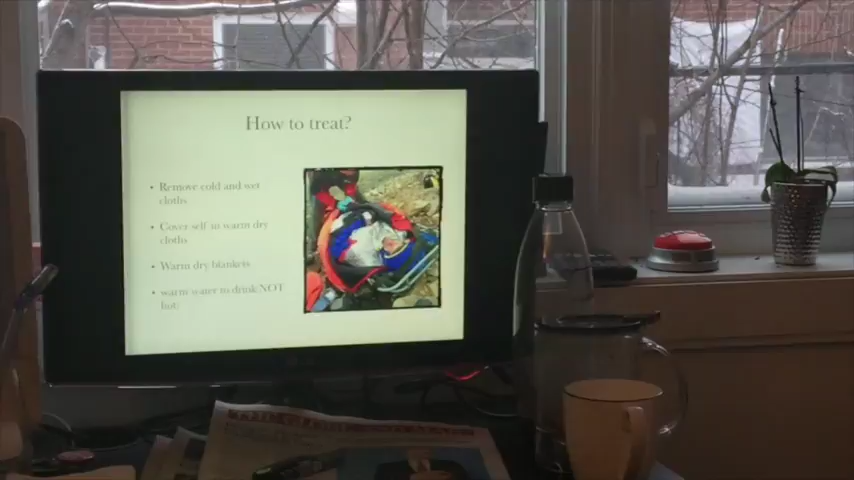 How to treat?
• Remove cold and wet
cloths
• Cover self in warm dry
cloths
• Warm dry blankets
• warm water to drink NOT
hot